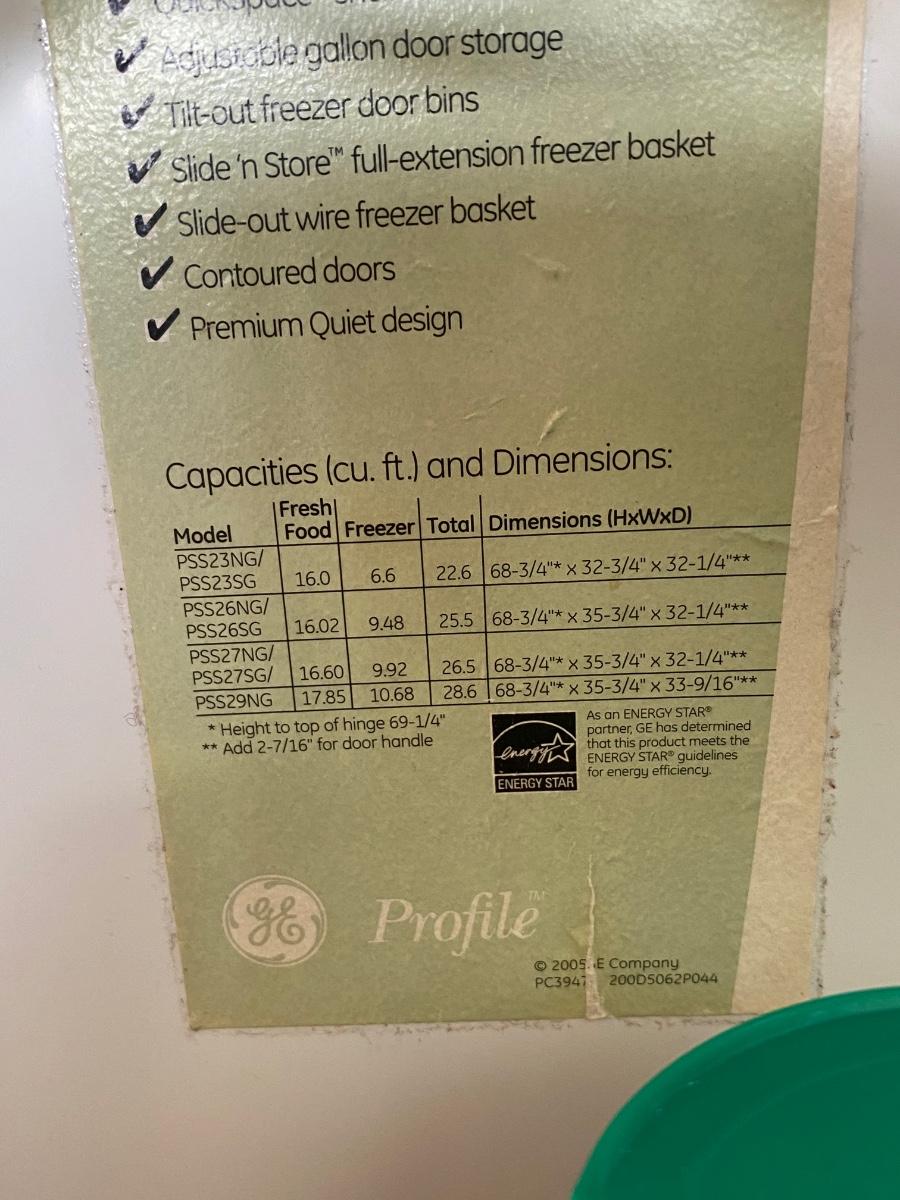 ✔ Adjustable gallon door storage
✔ Tilt-out freezer door bins
✔ Slide 'n Store™ full-extension freezer basket
✔ Slide-out wire freezer basket
✔ Contoured doors
✔ Premium Quiet design
Capacities (cu. ft.) and Dimensions:
Model Fresh Food Freezer Total Dimensions (HxWxD)
PSS23NG/
PSS23SG 16.0 6.6 22.6 68-3/4"* x 32-3/4" x 32-1/4"**
PSS26NG/
PSS26SG 16.02 9.48 25.5 68-3/4"* x 35-3/4" x 32-1/4"**
PSS27NG/
PSS27SG/ 16.60 9.92 26.5 68-3/4"* x 35-3/4" x 32-1/4"**
PSS29NG 17.85 10.68 28.6 68-3/4"* x 35-3/4" x 33-9/16"**
* Height to top of hinge 69-1/4"
** Add 2-7/16" for door handle
energy
ENERGY STAR
As an ENERGY STAR®
partner, GE has determined
that this product meets the
ENERGY STAR® guidelines
for energy efficiency.
GE Profile™
© 2005 E Company
PC3947 200D5062P044